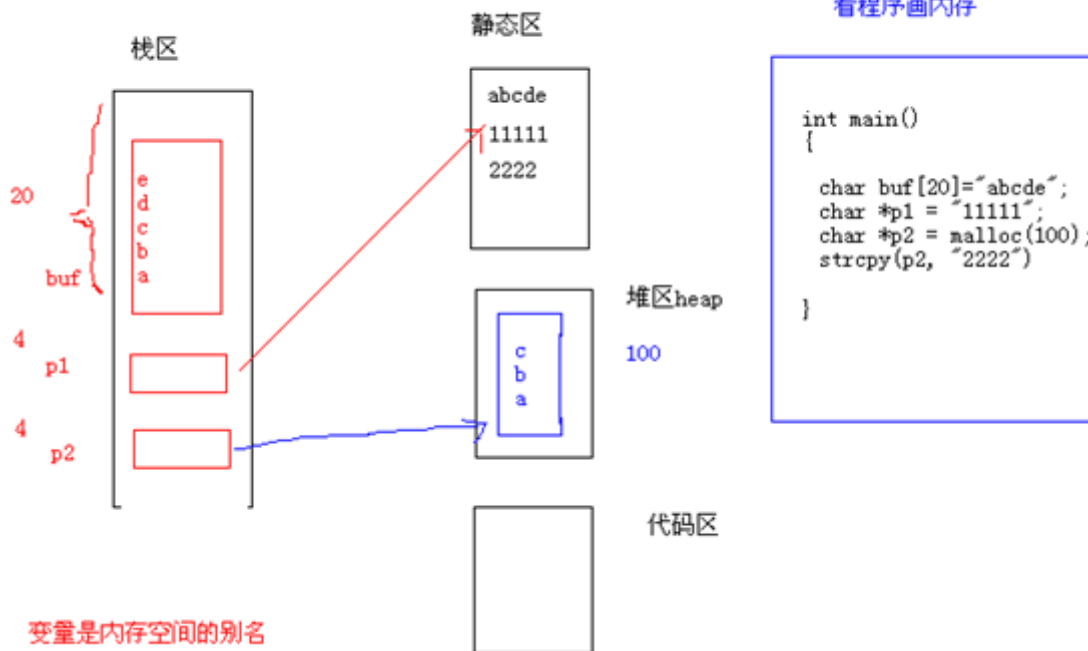 看程序画内存
静态区
栈区
abcde
11111
2222
20
e
d
c
b
a
buf
4
p1
4
p2
堆区heap
100
c
b
a
代码区
int main()
{
char buf[20]="abcde";
char *p1 = "11111";
char *p2 = malloc(100);
strcpy(p2, "2222")
}
变量是内存空间的别名